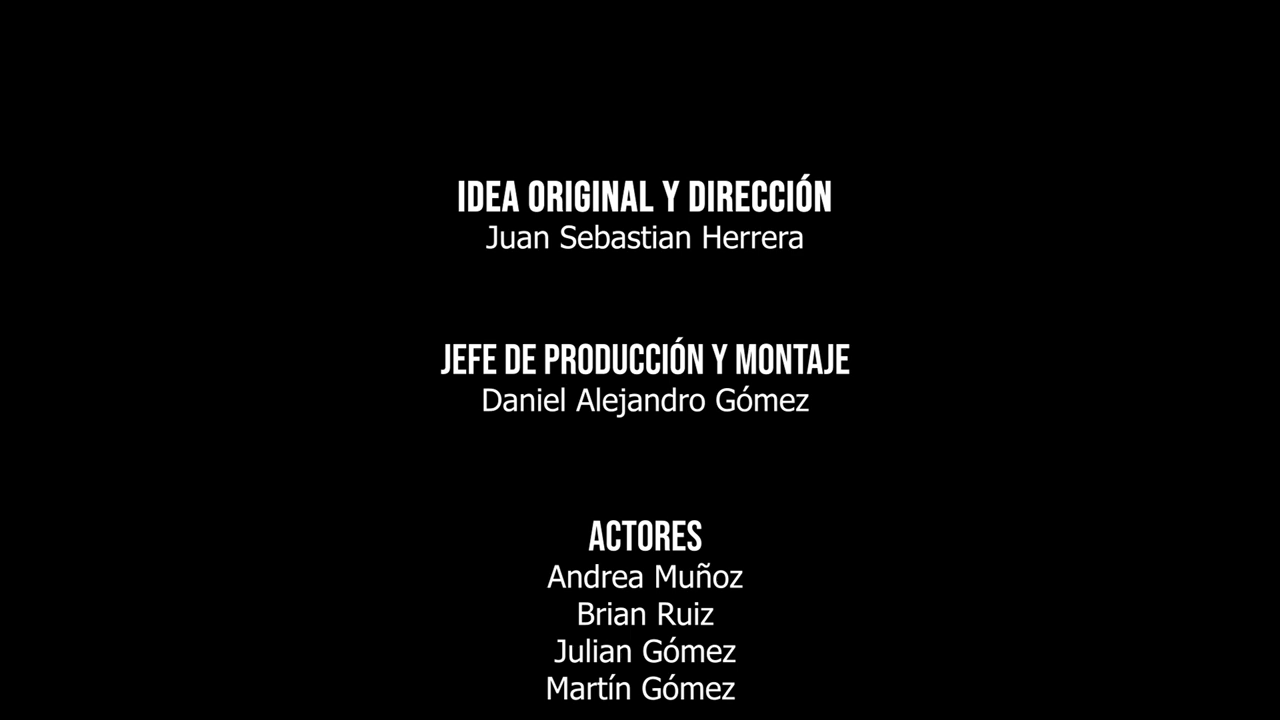 IDEA ORIGINAL Y DIRECCIÓN
Juan Sebastian Herrera
JEFE DE PRODUCCIÓN Y MONTAJE
Daniel Alejandro Gómez
ACTORES
Andrea Muñoz
Brian Ruiz
Julian Gómez
Martín Gómez